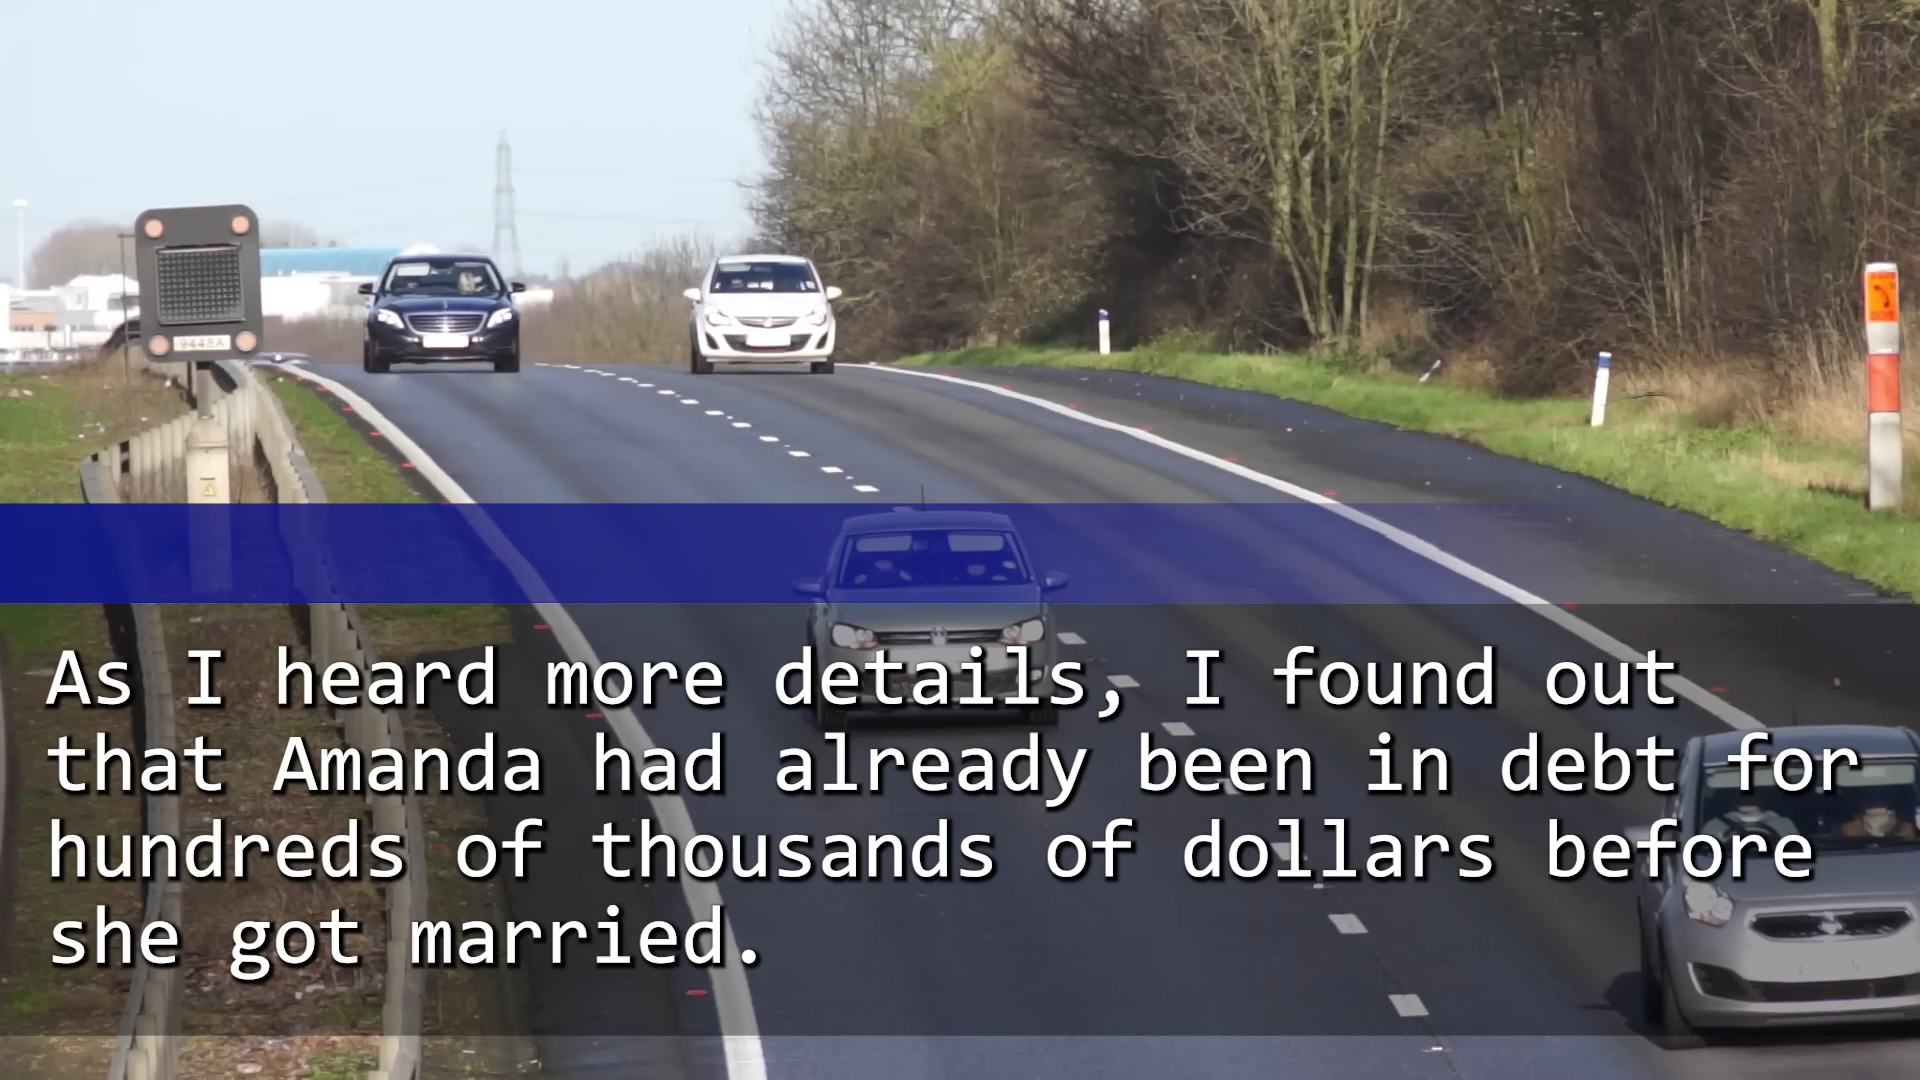 9448A
As I heard more details, I found out
that Amanda had already been in debt for
hundreds of thousands of dollars before
she got married.